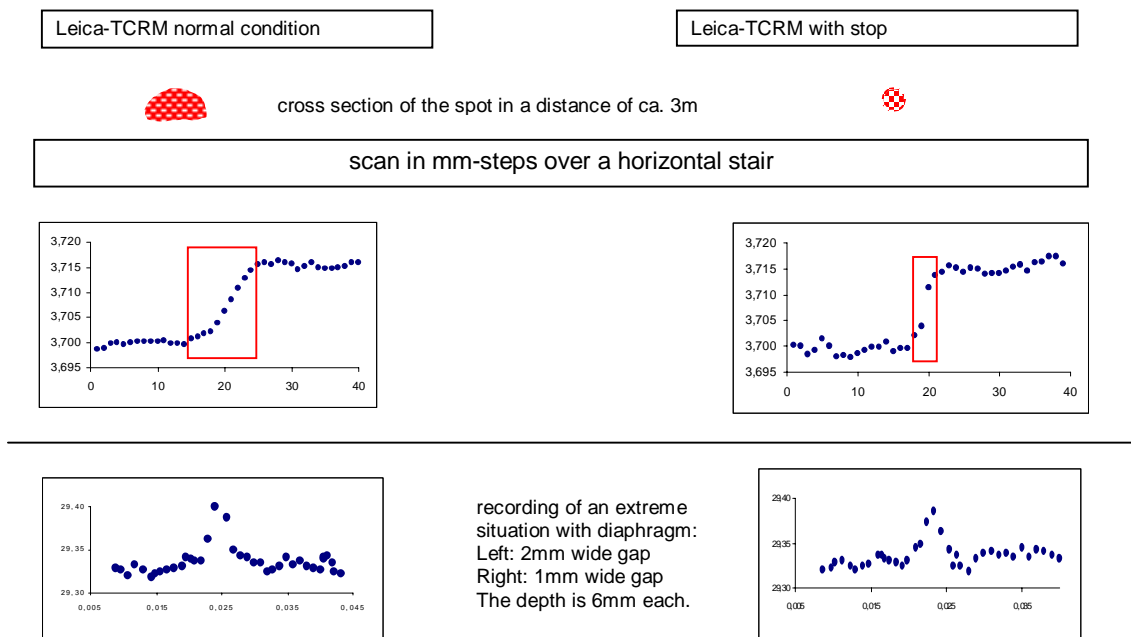 Leica-TCRM normal condition
Leica-TCRM with stop
cross section of the spot in a distance of ca. 3m
scan in mm-steps over a horizontal stair
3,720
3,715
3,710
3,705
3,700
3,695
0 10 20 30 40
3,720
3,715
3,710
3,705
3,700
3,695
0 10 20 30 40
29,40
29,35
29,30
0,005 0,015 0,025 0,035 0,045
recording of an extreme
situation with diaphragm:
Left: 2mm wide gap
Right: 1mm wide gap
The depth is 6mm each.
29,40
29,35
29,30
0,005 0,015 0,025 0,035